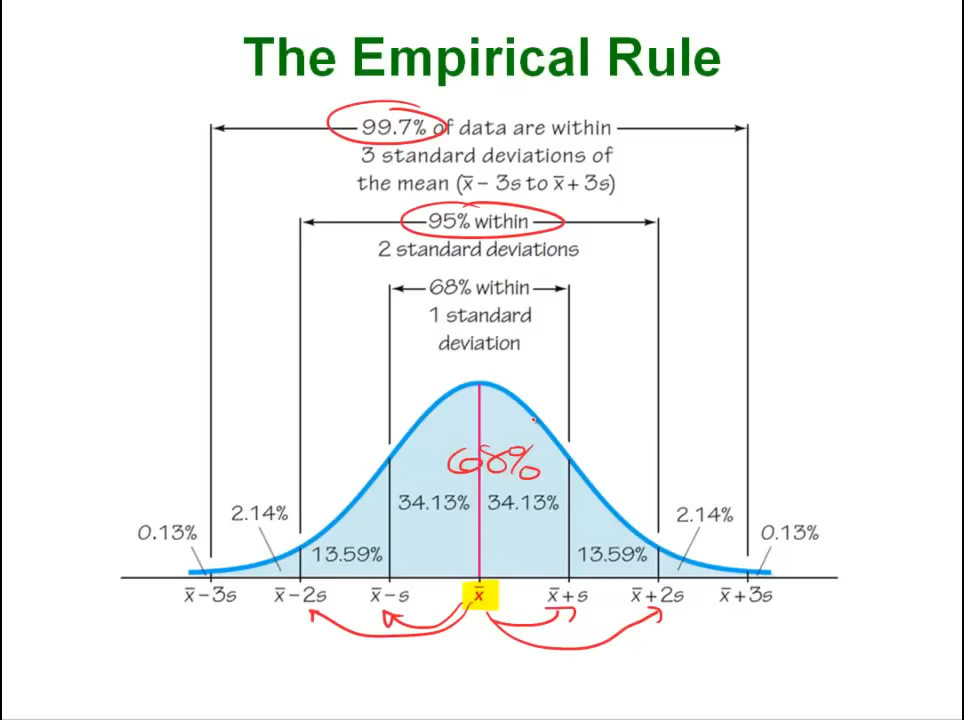 The Empirical Rule
99.7% of data are within
3 standard deviations of
the mean (x̄ − 3s to x̄ + 3s)
95% within
2 standard deviations
68% within
1 standard
deviation
68%
34.13% 34.13%
2.14% 2.14%
0.13% 0.13%
13.59% 13.59%
x̄ − 3s x̄ − 2s x̄ − s x̄ x̄ + s x̄ + 2s x̄ + 3s